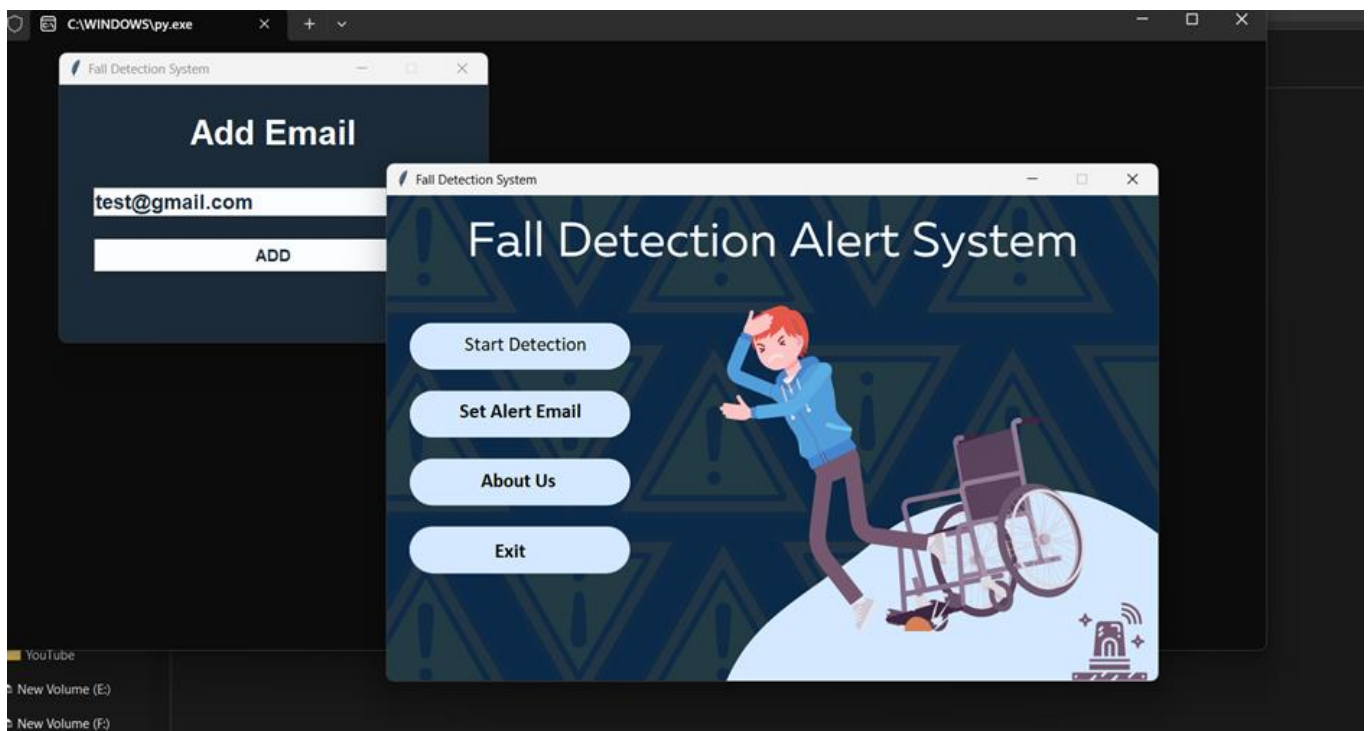 C:\WINDOWS\py.exe
Fall Detection System
Add Email
test@gmail.com
ADD
Fall Detection System
Fall Detection Alert System
Start Detection
Set Alert Email
About Us
Exit
YouTube
New Volume (E:)
New Volume (F:)